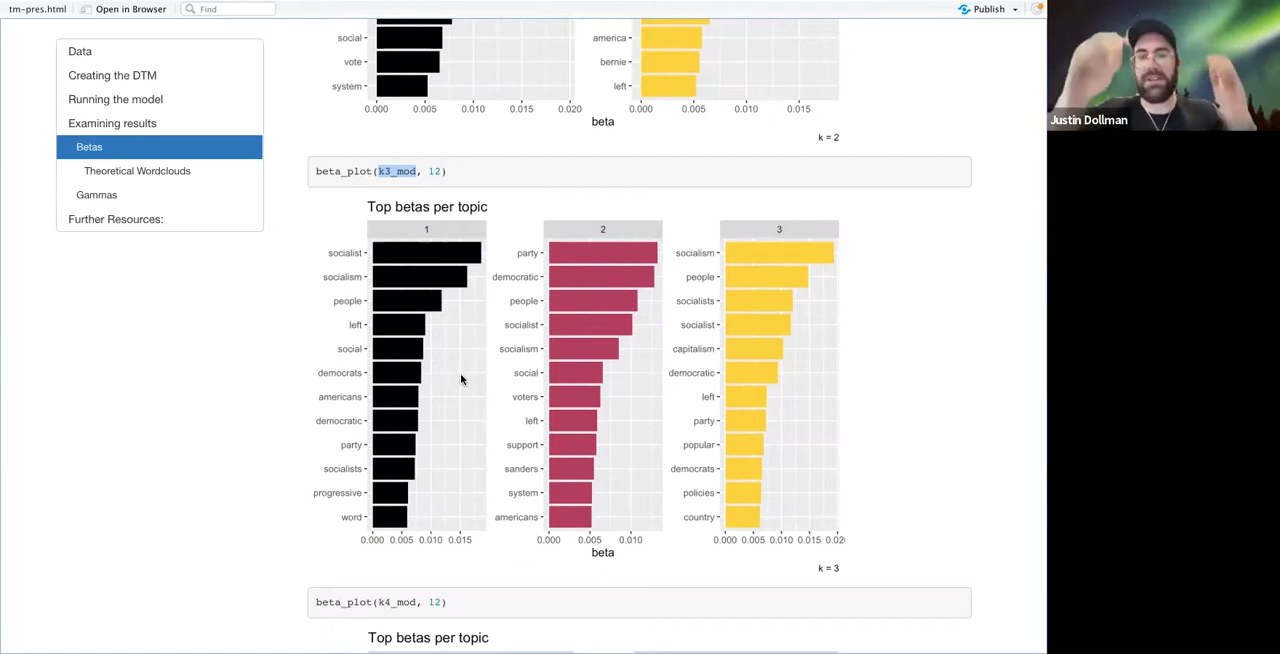 tm-pres.html Open in Browser Find Publish
Data
Creating the DTM
Running the model
Examining results
Betas
Theoretical Wordclouds
Gammas
Further Resources:
social
vote
system
0.000 0.005 0.010 0.015 0.020
america
bernie
left
0.000 0.005 0.010 0.015
beta
k = 2
beta_plot(k3_mod, 12)
Top betas per topic
1
socialist
socialism
people
left
social
democrats
americans
democratic
party
socialists
progressive
word
0.000 0.005 0.010 0.015
2
party
democratic
people
socialist
socialism
social
voters
left
support
sanders
system
americans
0.000 0.005 0.010
3
socialism
people
socialists
socialist
capitalism
democratic
left
party
popular
democrats
policies
country
0.000 0.005 0.010 0.015 0.02
beta
k = 3
beta_plot(k4_mod, 12)
Top betas per topic
Justin Dollman